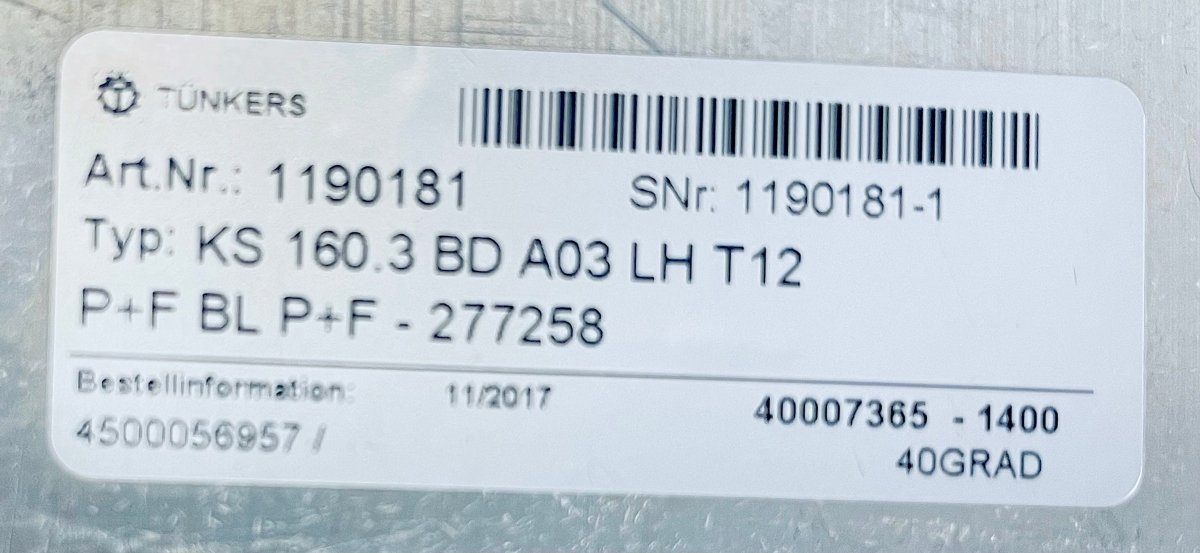 TÜNKERS
Art.Nr.: 1190181 SNr: 1190181-1
Typ: KS 160.3 BD A03 LH T12
P+F BL P+F - 277258
Bestellinformation: 11/2017 40007365 - 1400
4500056957 / 40GRAD